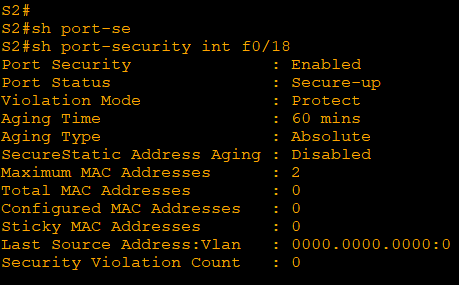 S2#
S2#sh port-se
S2#sh port-security int f0/18
Port Security              : Enabled
Port Status                : Secure-up
Violation Mode             : Protect
Aging Time                 : 60 mins
Aging Type                 : Absolute
SecureStatic Address Aging : Disabled
Maximum MAC Addresses      : 2
Total MAC Addresses        : 0
Configured MAC Addresses   : 0
Sticky MAC Addresses       : 0
Last Source Address:Vlan   : 0000.0000.0000:0
Security Violation Count   : 0